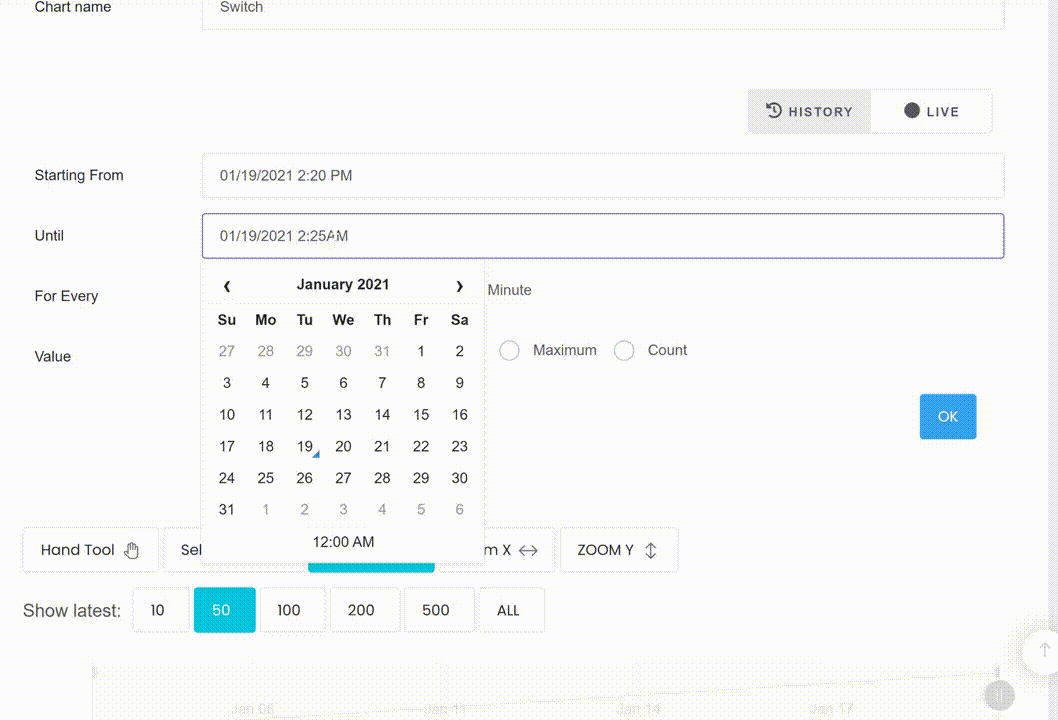 Chart name Switch
HISTORY LIVE
Starting From 01/19/2021 2:20 PM
Until 01/19/2021 2:25AM
For Every Minute
January 2021
Su Mo Tu We Th Fr Sa
27 28 29 30 31 1 2
Value Maximum Count
3 4 5 6 7 8 9
10 11 12 13 14 15 16
OK
17 18 19 20 21 22 23
24 25 26 27 28 29 30
31 1 2 3 4 5 6
12:00 AM
Hand Tool Sel m X ZOOM Y
Show latest: 10 50 100 200 500 ALL
Jan 08 Jan 11 Jan 14 Jan 17